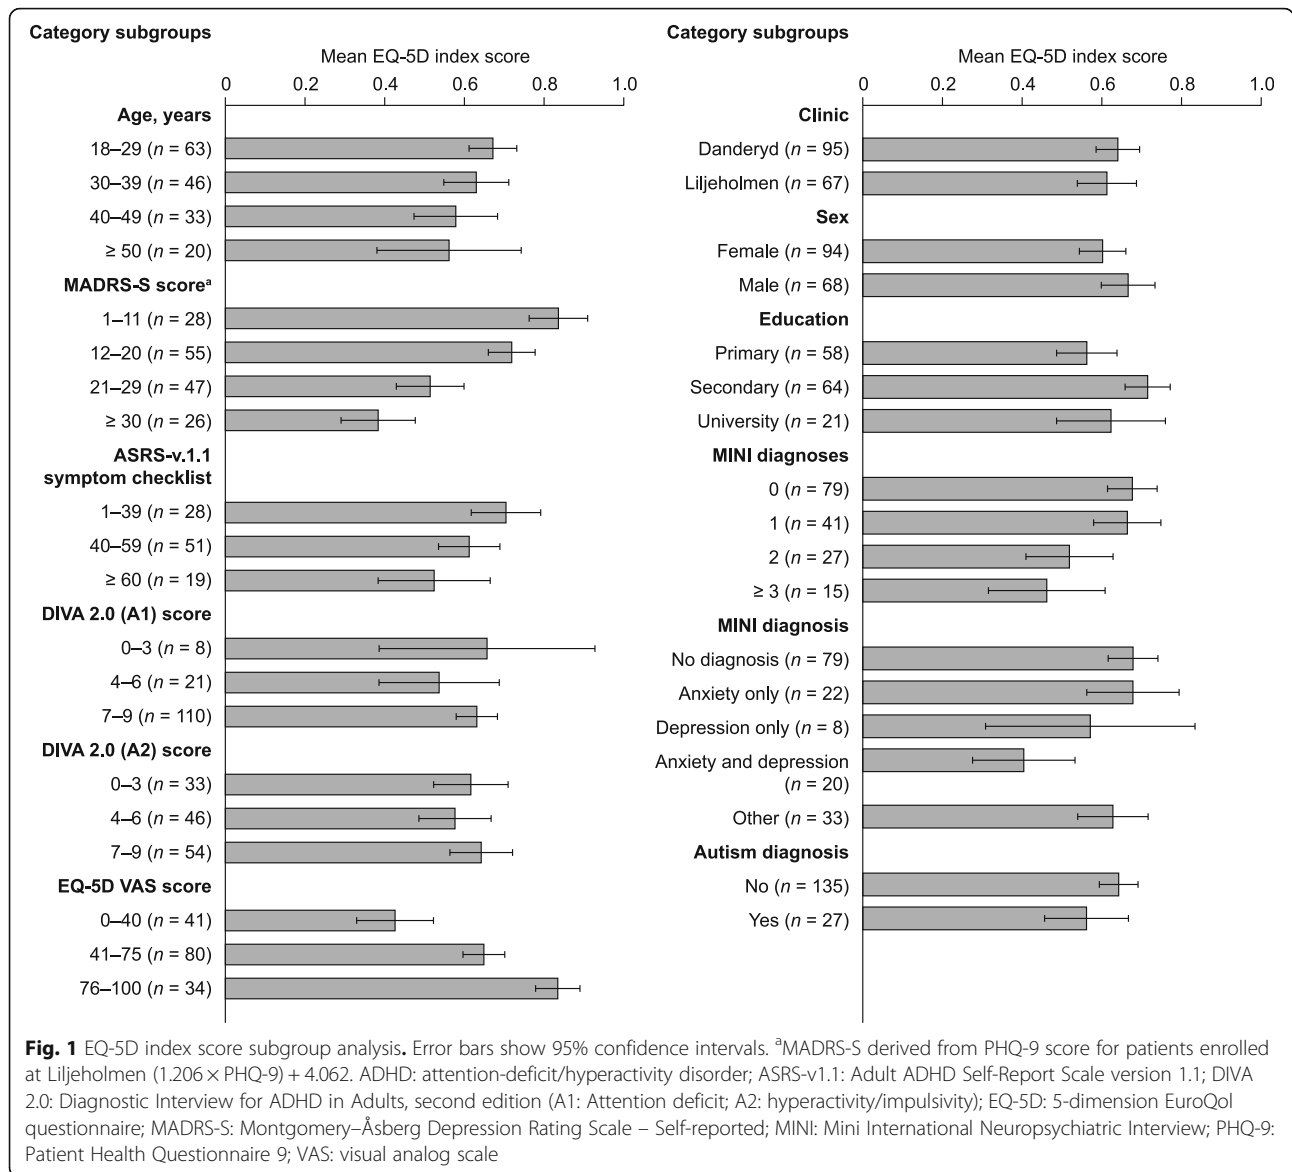 Category subgroups
Mean EQ-5D index score
0 0.2 0.4 0.6 0.8 1.0
Age, years
18–29 (n = 63)
30–39 (n = 46)
40–49 (n = 33)
≥ 50 (n = 20)
MADRS-S scoreᵃ
1–11 (n = 28)
12–20 (n = 55)
21–29 (n = 47)
≥ 30 (n = 26)
ASRS-v.1.1
symptom checklist
1–39 (n = 28)
40–59 (n = 51)
≥ 60 (n = 19)
DIVA 2.0 (A1) score
0–3 (n = 8)
4–6 (n = 21)
7–9 (n = 110)
DIVA 2.0 (A2) score
0–3 (n = 33)
4–6 (n = 46)
7–9 (n = 54)
EQ-5D VAS score
0–40 (n = 41)
41–75 (n = 80)
76–100 (n = 34)
Category subgroups
Mean EQ-5D index score
0 0.2 0.4 0.6 0.8 1.0
Clinic
Danderyd (n = 95)
Liljeholmen (n = 67)
Sex
Female (n = 94)
Male (n = 68)
Education
Primary (n = 58)
Secondary (n = 64)
University (n = 21)
MINI diagnoses
0 (n = 79)
1 (n = 41)
2 (n = 27)
≥ 3 (n = 15)
MINI diagnosis
No diagnosis (n = 79)
Anxiety only (n = 22)
Depression only (n = 8)
Anxiety and depression
(n = 20)
Other (n = 33)
Autism diagnosis
No (n = 135)
Yes (n = 27)
Fig. 1 EQ-5D index score subgroup analysis. Error bars show 95% confidence intervals. ᵃMADRS-S derived from PHQ-9 score for patients enrolled
at Liljeholmen (1.206 × PHQ-9) + 4.062. ADHD: attention-deficit/hyperactivity disorder; ASRS-v1.1: Adult ADHD Self-Report Scale version 1.1; DIVA
2.0: Diagnostic Interview for ADHD in Adults, second edition (A1: Attention deficit; A2: hyperactivity/impulsivity); EQ-5D: 5-dimension EuroQol
questionnaire; MADRS-S: Montgomery–Åsberg Depression Rating Scale – Self-reported; MINI: Mini International Neuropsychiatric Interview; PHQ-9:
Patient Health Questionnaire 9; VAS: visual analog scale